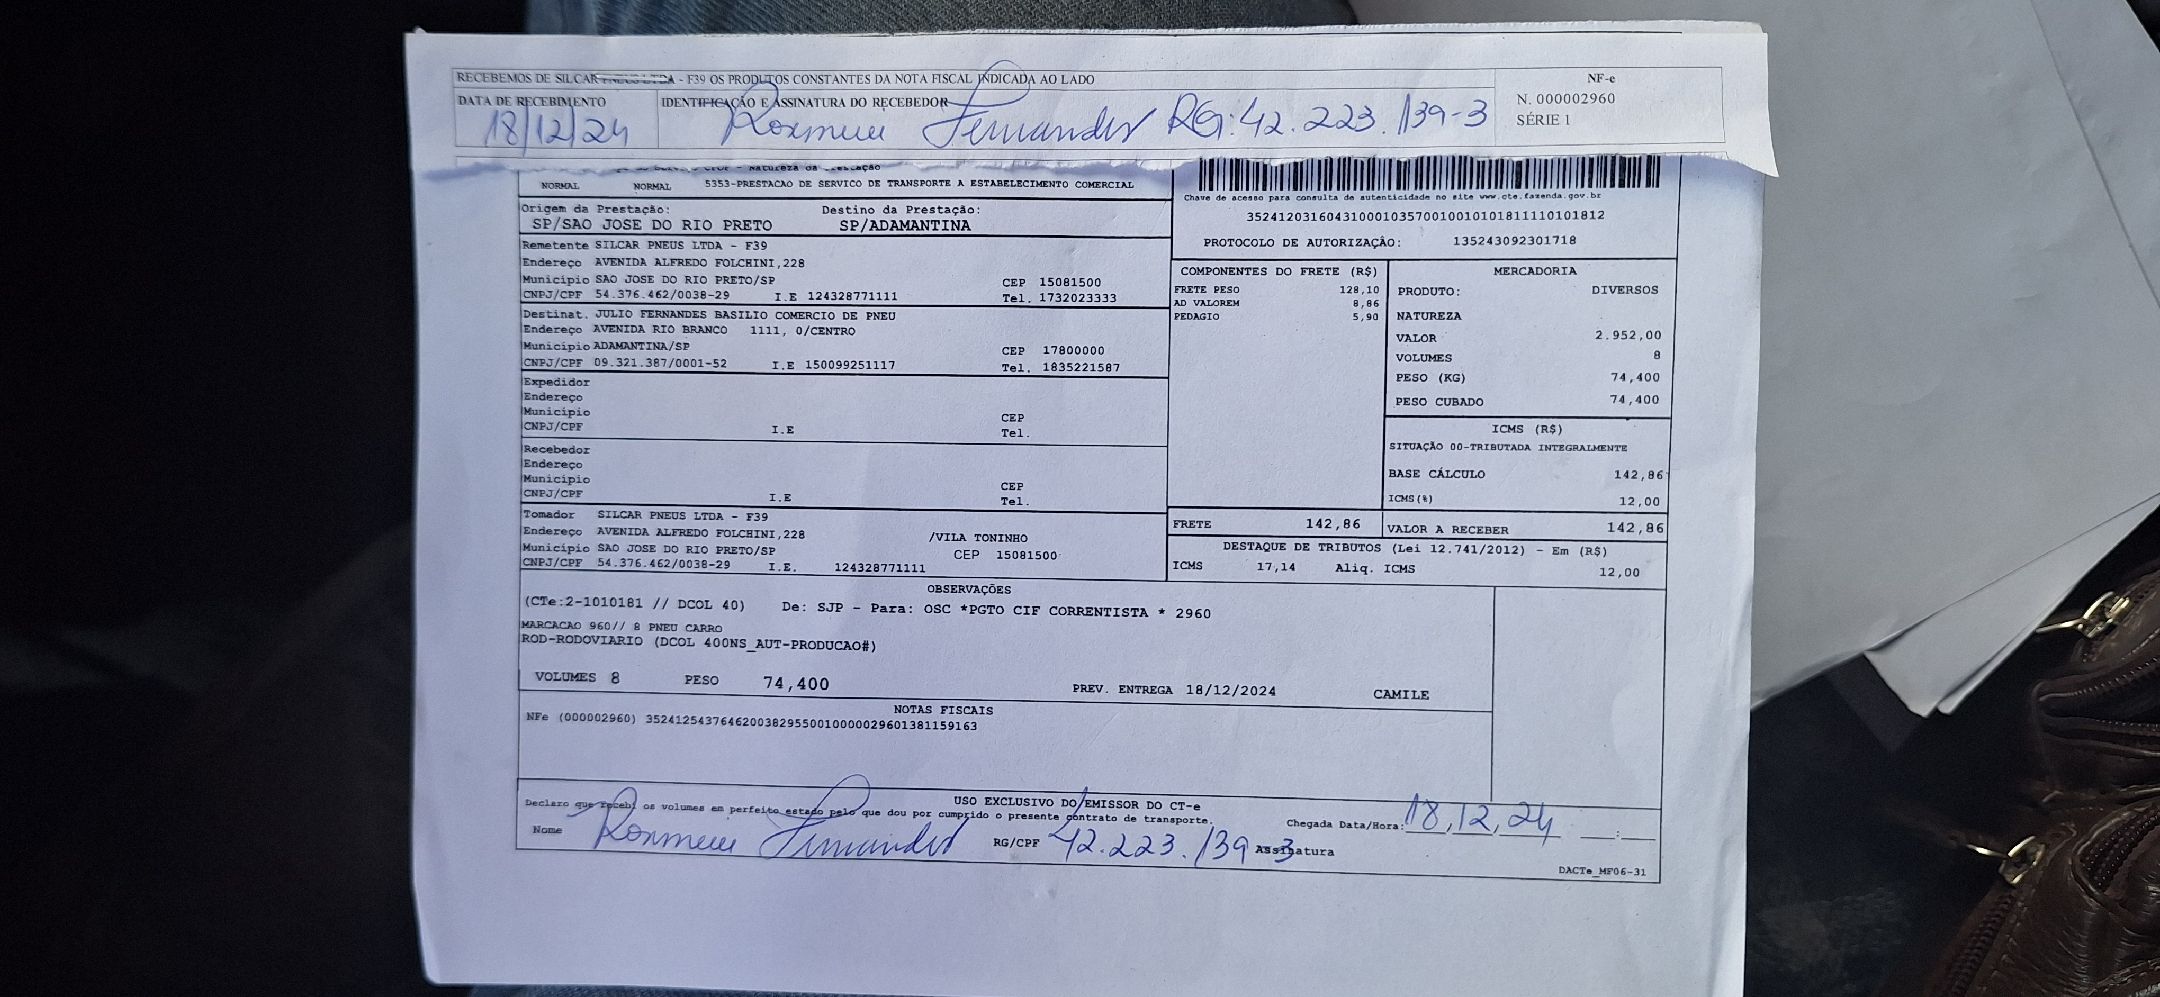 RECEBEMOS DE SILCAR PNEUS LTDA - F39 OS PRODUTOS CONSTANTES DA NOTA FISCAL INDICADA AO LADO
NF-e
DATA DE RECEBIMENTO
IDENTIFICAÇÃO E ASSINATURA DO RECEBEDOR
N. 000002960
SÉRIE 1
18/12/24
Fernandes RG: 42.223.139-3
Natureza da Prestação
NORMAL NORMAL 5353-PRESTACAO DE SERVICO DE TRANSPORTE A ESTABELECIMENTO COMERCIAL
Chave de acesso para consulta de autenticidade no site www.cte.fazenda.gov.br
35241203160431000103570010010101811110101812
PROTOCOLO DE AUTORIZAÇÃO: 135243092301718
Origem da Prestação: Destino da Prestação:
SP/SAO JOSE DO RIO PRETO SP/ADAMANTINA
Remetente SILCAR PNEUS LTDA - F39
Endereço AVENIDA ALFREDO FOLCHINI,228
Município SAO JOSE DO RIO PRETO/SP CEP 15081500
CNPJ/CPF 54.376.462/0038-29 I.E 124328771111 Tel. 1732023333
Destinat. JULIO FERNANDES BASILIO COMERCIO DE PNEU
Endereço AVENIDA RIO BRANCO 1111, 0/CENTRO
Município ADAMANTINA/SP CEP 17800000
CNPJ/CPF 09.321.387/0001-52 I.E 150099251117 Tel. 1835221587
Expedidor
Endereço
Município CEP
CNPJ/CPF I.E Tel.
Recebedor
Endereço
Município CEP
CNPJ/CPF I.E Tel.
Tomador SILCAR PNEUS LTDA - F39
Endereço AVENIDA ALFREDO FOLCHINI,228 /VILA TONINHO
Município SAO JOSE DO RIO PRETO/SP CEP 15081500
CNPJ/CPF 54.376.462/0038-29 I.E. 124328771111
COMPONENTES DO FRETE (R$)
FRETE PESO 128,10
AD VALOREM 8,86
PEDAGIO 5,90
MERCADORIA
PRODUTO: DIVERSOS
NATUREZA
VALOR 2.952,00
VOLUMES 8
PESO (KG) 74,400
PESO CUBADO 74,400
ICMS (R$)
SITUAÇÃO 00-TRIBUTADA INTEGRALMENTE
BASE CÁLCULO 142,86
ICMS(%) 12,00
FRETE 142,86 VALOR A RECEBER 142,86
DESTAQUE DE TRIBUTOS (Lei 12.741/2012) - Em (R$)
ICMS 17,14 Aliq. ICMS 12,00
OBSERVAÇÕES
(CTe:2-1010181 // DCOL 40) De: SJP - Para: OSC *PGTO CIF CORRENTISTA * 2960
MARCACAO 960// 8 PNEU CARRO
ROD-RODOVIARIO (DCOL 400NS_AUT-PRODUCAO#)
VOLUMES 8 PESO 74,400 PREV. ENTREGA 18/12/2024 CAMILE
NOTAS FISCAIS
NFe (000002960) 35241254376462003829550010000029601381159163
USO EXCLUSIVO DO EMISSOR DO CT-e
Declaro que recebi os volumes em perfeito estado pelo que dou por cumprido o presente contrato de transporte.
Chegada Data/Hora: 18,12,24 __:__
Nome Fernandes RG/CPF 42.223.139 3 Assinatura
DACTe_MF06-31